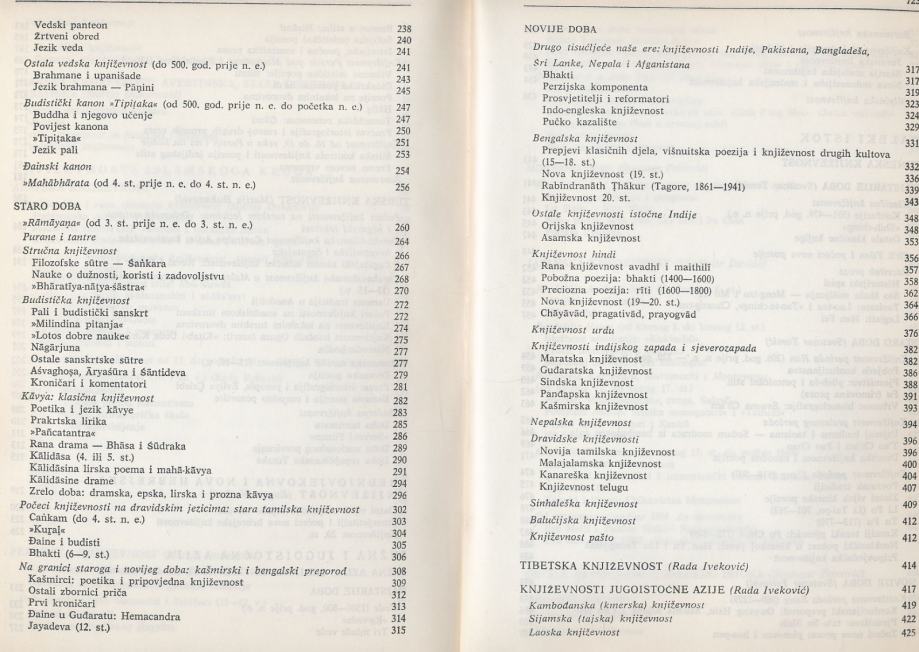 Vedski panteon 238
Žrtveni obred 240
Jezik veda 241
Ostala vedska književnost (do 500. god. prije n. e.) 241
Brahmane i upanišade 243
Jezik brahmana — Pāṇini 245
Budistički kanon »Tipiṭaka« (od 500. god. prije n. e. do početka n. e.) 247
Buddha i njegovo učenje 247
Povijest kanona 250
»Tipiṭaka« 251
Jezik pali 253
Đainski kanon 254
»Mahābhārata (od 4. st. prije n. e. do 4. st. n. e.) 256
STARO DOBA
»Rāmāyaṇa« (od 3. st. prije n. e. do 3. st. n. e.) 260
Purane i tantre 264
Stručna književnost 266
Filozofske sūtre — Śaṅkara 267
Nauke o dužnosti, koristi i zadovoljstvu 268
»Bhāratīya-nāṭya-śāstra« 270
Budistička književnost 272
Pali i budistički sanskrt 272
»Milindina pitanja« 274
»Lotos dobre nauke« 275
Nāgārjuna 277
Ostale sanskrtske sūtre 277
Aśvaghoṣa, Āryaśūra i Śāntideva 279
Kroničari i komentatori 281
Kāvya: klasična književnost 282
Poetika i jezik kāvye 283
Prakrtska lirika 285
»Pañcatantra« 286
Rana drama — Bhāsa i Śūdraka 289
Kālidāsa (4. ili 5. st.) 290
Kālidāsina lirska poema i mahā-kāvya 291
Kālidāsine drame 294
Zrelo doba: dramska, epska, lirska i prozna kāvya 296
Počeci književnosti na dravidskim jezicima: stara tamilska književnost 302
Caṅkam (do 4. st. n. e.) 303
»Kuṟaḷ« 304
Đaine i budisti 305
Bhakti (6—9. st.) 306
Na granici staroga i novijeg doba: kašmirski i bengalski preporod 308
Kašmirci: poetika i pripovjedna književnost 309
Ostali zbornici priča 312
Prvi kroničari 313
Đaine u Guđaratu: Hemacandra 314
Jayadeva (12. st.) 315
NOVIJE DOBA
Drugo tisućljeće naše ere: književnosti Indije, Pakistana, Bangladeša,
Šri Lanke, Nepola i Afganistana 317
Bhakti 317
Perzijska komponenta 319
Prosvjetitelji i reformatori 323
Indo-engleska književnost 324
Pučko kazalište 329
Bengalska književnost 331
Prepjevi klasičnih djela, višnuitska poezija i književnost drugih kultova
(15—18. st.) 332
Nova književnost (19. st.) 336
Rabīndranāth Ṭhākur (Tagore, 1861—1941) 339
Književnost 20. st. 343
Ostale književnosti istočne Indije 348
Orijska književnost 348
Asamska književnost 353
Književnost hindi 356
Rana književnost avadhī i maithilī 357
Pobožna poezija: bhakti (1400—1600) 358
Preciozna poezija: rīti (1600—1800) 362
Nova književnost (19—20. st.) 364
Chāyāvād, pragativād, prayogvād 366
Književnost urdu 376
Književnosti indijskog zapada i sjeverozapada 382
Maratska književnost 382
Guđaratska književnost 386
Sindska književnost 388
Panđapska književnost 391
Kašmirska književnost 393
Nepalska književnost 394
Dravidske književnosti 396
Novija tamilska književnost 396
Malajalamska književnost 400
Kanareška književnost 404
Književnost telugu 407
Sinhaleška književnost 409
Balučijska književnost 412
Književnost pašto 412
TIBETSKA KNJIŽEVNOST (Rada Iveković) 414
KNJIŽEVNOSTI JUGOISTOČNE AZIJE (Rada Iveković) 417
Kambođanska (kmerska) književnost 419
Sijamska (tajska) književnost 422
Laoska književnost 425